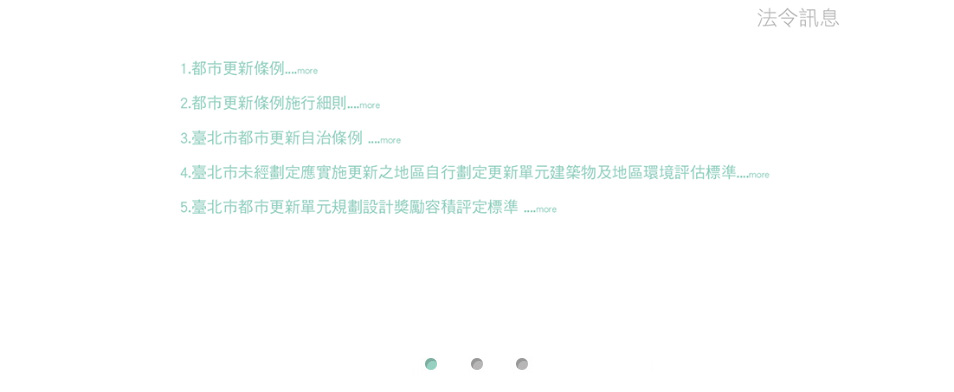 法令訊息
1.都市更新條例....more
2.都市更新條例施行細則....more
3.臺北市都市更新自治條例 ....more
4.臺北市未經劃定應實施更新之地區自行劃定更新單元建築物及地區環境評估標準....more
5.臺北市都市更新單元規劃設計獎勵容積評定標準 ....more